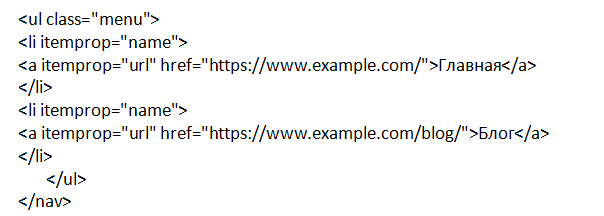 <ul class="menu">
<li itemprop="name">
<a itemprop="url" href="https://www.example.com/">Главная</a>
</li>
<li itemprop="name">
<a itemprop="url" href="https://www.example.com/blog/">Блог</a>
</li>
</ul>
</nav>